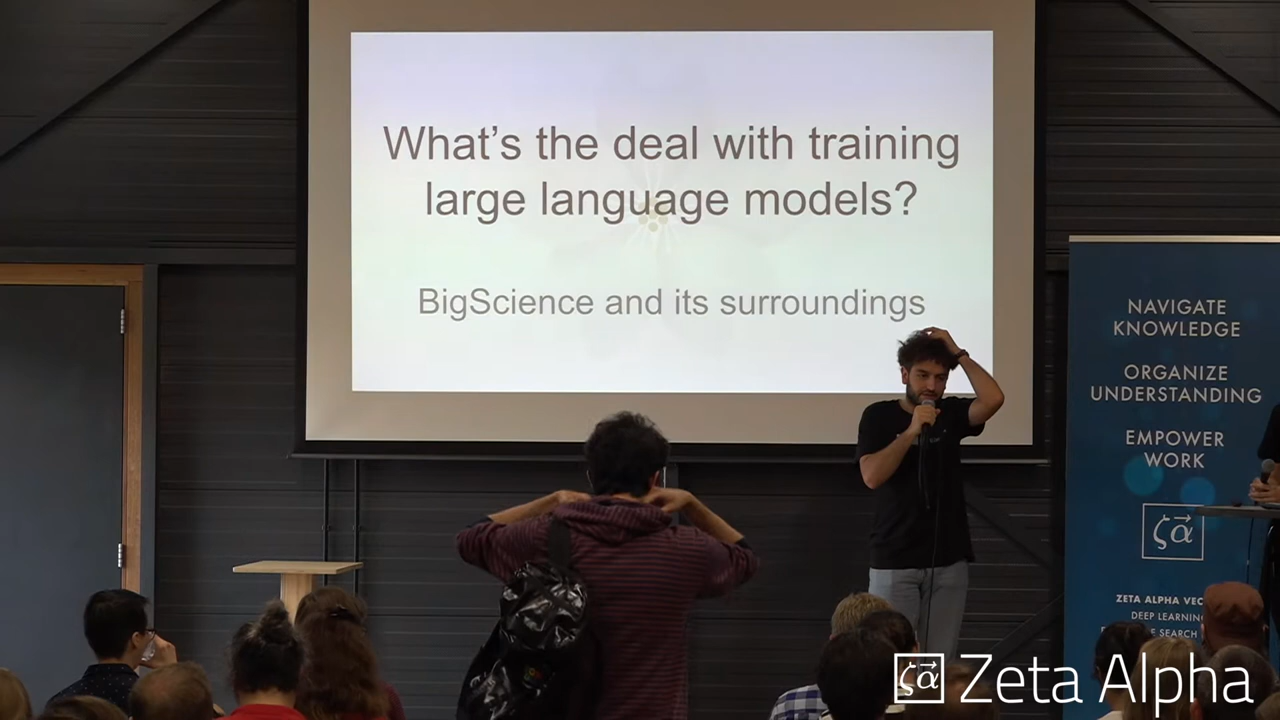 What's the deal with training
large language models?
BigScience and its surroundings
NAVIGATE
KNOWLEDGE
ORGANIZE
UNDERSTANDING
EMPOWER
WORK
ζα
ZETA ALPHA
DEEP LEARNING
SEARCH
ζα Zeta Alpha